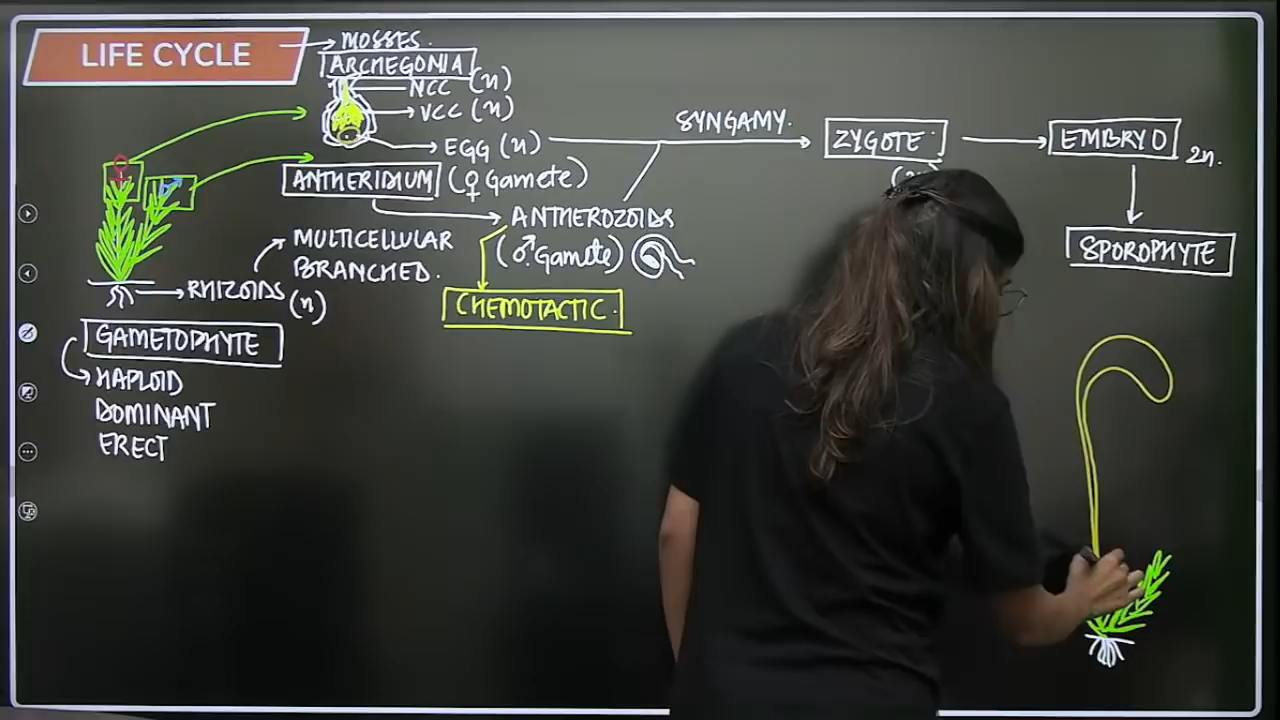 LIFE CYCLE
MOSSES.
ARCHEGONIA
NCC (n)
VCC (n)
EGG (n)
SYNGAMY.
ZYGOTE
EMBRYO 2n.
ANTHERIDIUM (♀ Gamete)
ANTHEROZOIDS
(♂ Gamete)
SPOROPHYTE
MULTICELLULAR
BRANCHED.
RHIZOIDS (n)
CHEMOTACTIC.
GAMETOPHYTE
HAPLOID
DOMINANT
ERECT